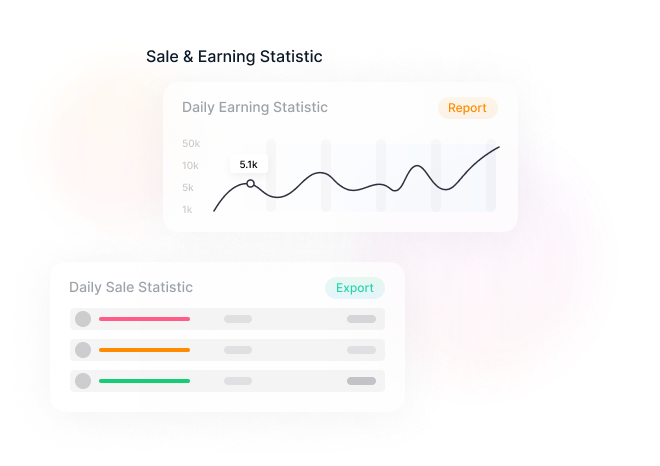 Sale & Earning Statistic
Daily Earning Statistic
Report
50k
10k
5k
1k
5.1k
Daily Sale Statistic
Export